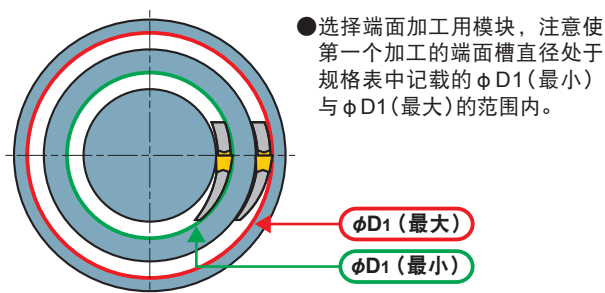 ●选择端面加工用模块，注意使
第一个加工的端面槽直径处于
规格表中记载的φD1（最小）
与φD1（最大）的范围内。
φD1（最大）
φD1（最小）